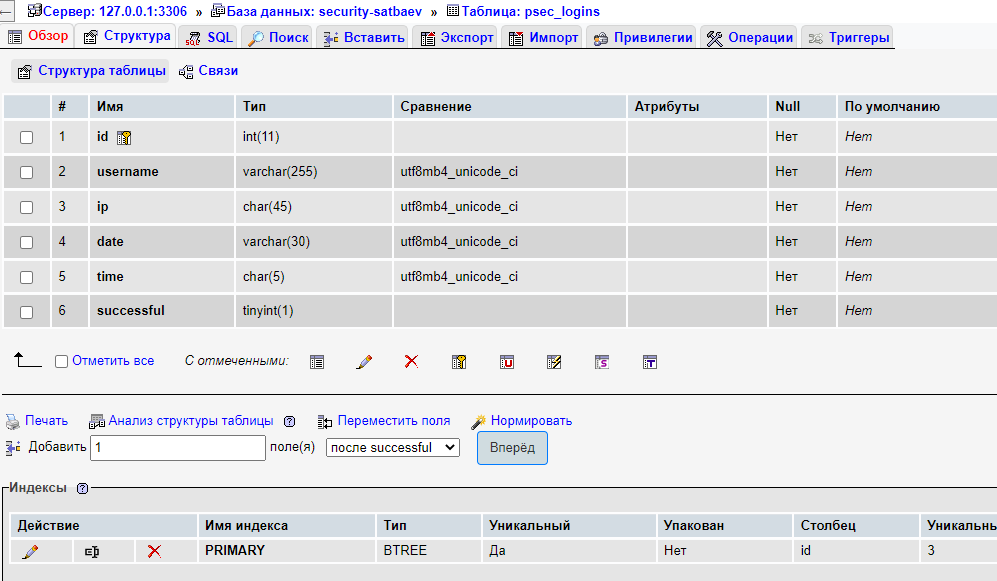 Сервер: 127.0.0.1:3306 » База данных: security-satbaev » Таблица: psec_logins
Обзор Структура SQL Поиск Вставить Экспорт Импорт Привилегии Операции Триггеры
Структура таблицы Связи
# Имя Тип Сравнение Атрибуты Null По умолчанию
1 id int(11) Нет Нет
2 username varchar(255) utf8mb4_unicode_ci Нет Нет
3 ip char(45) utf8mb4_unicode_ci Нет Нет
4 date varchar(30) utf8mb4_unicode_ci Нет Нет
5 time char(5) utf8mb4_unicode_ci Нет Нет
6 successful tinyint(1) Нет Нет
Отметить все С отмеченными:
Печать Анализ структуры таблицы Переместить поля Нормировать
Добавить 1 поле(я) после successful Вперёд
Индексы
Действие Имя индекса Тип Уникальный Упакован Столбец Уникальнь
PRIMARY BTREE Да Нет id 3